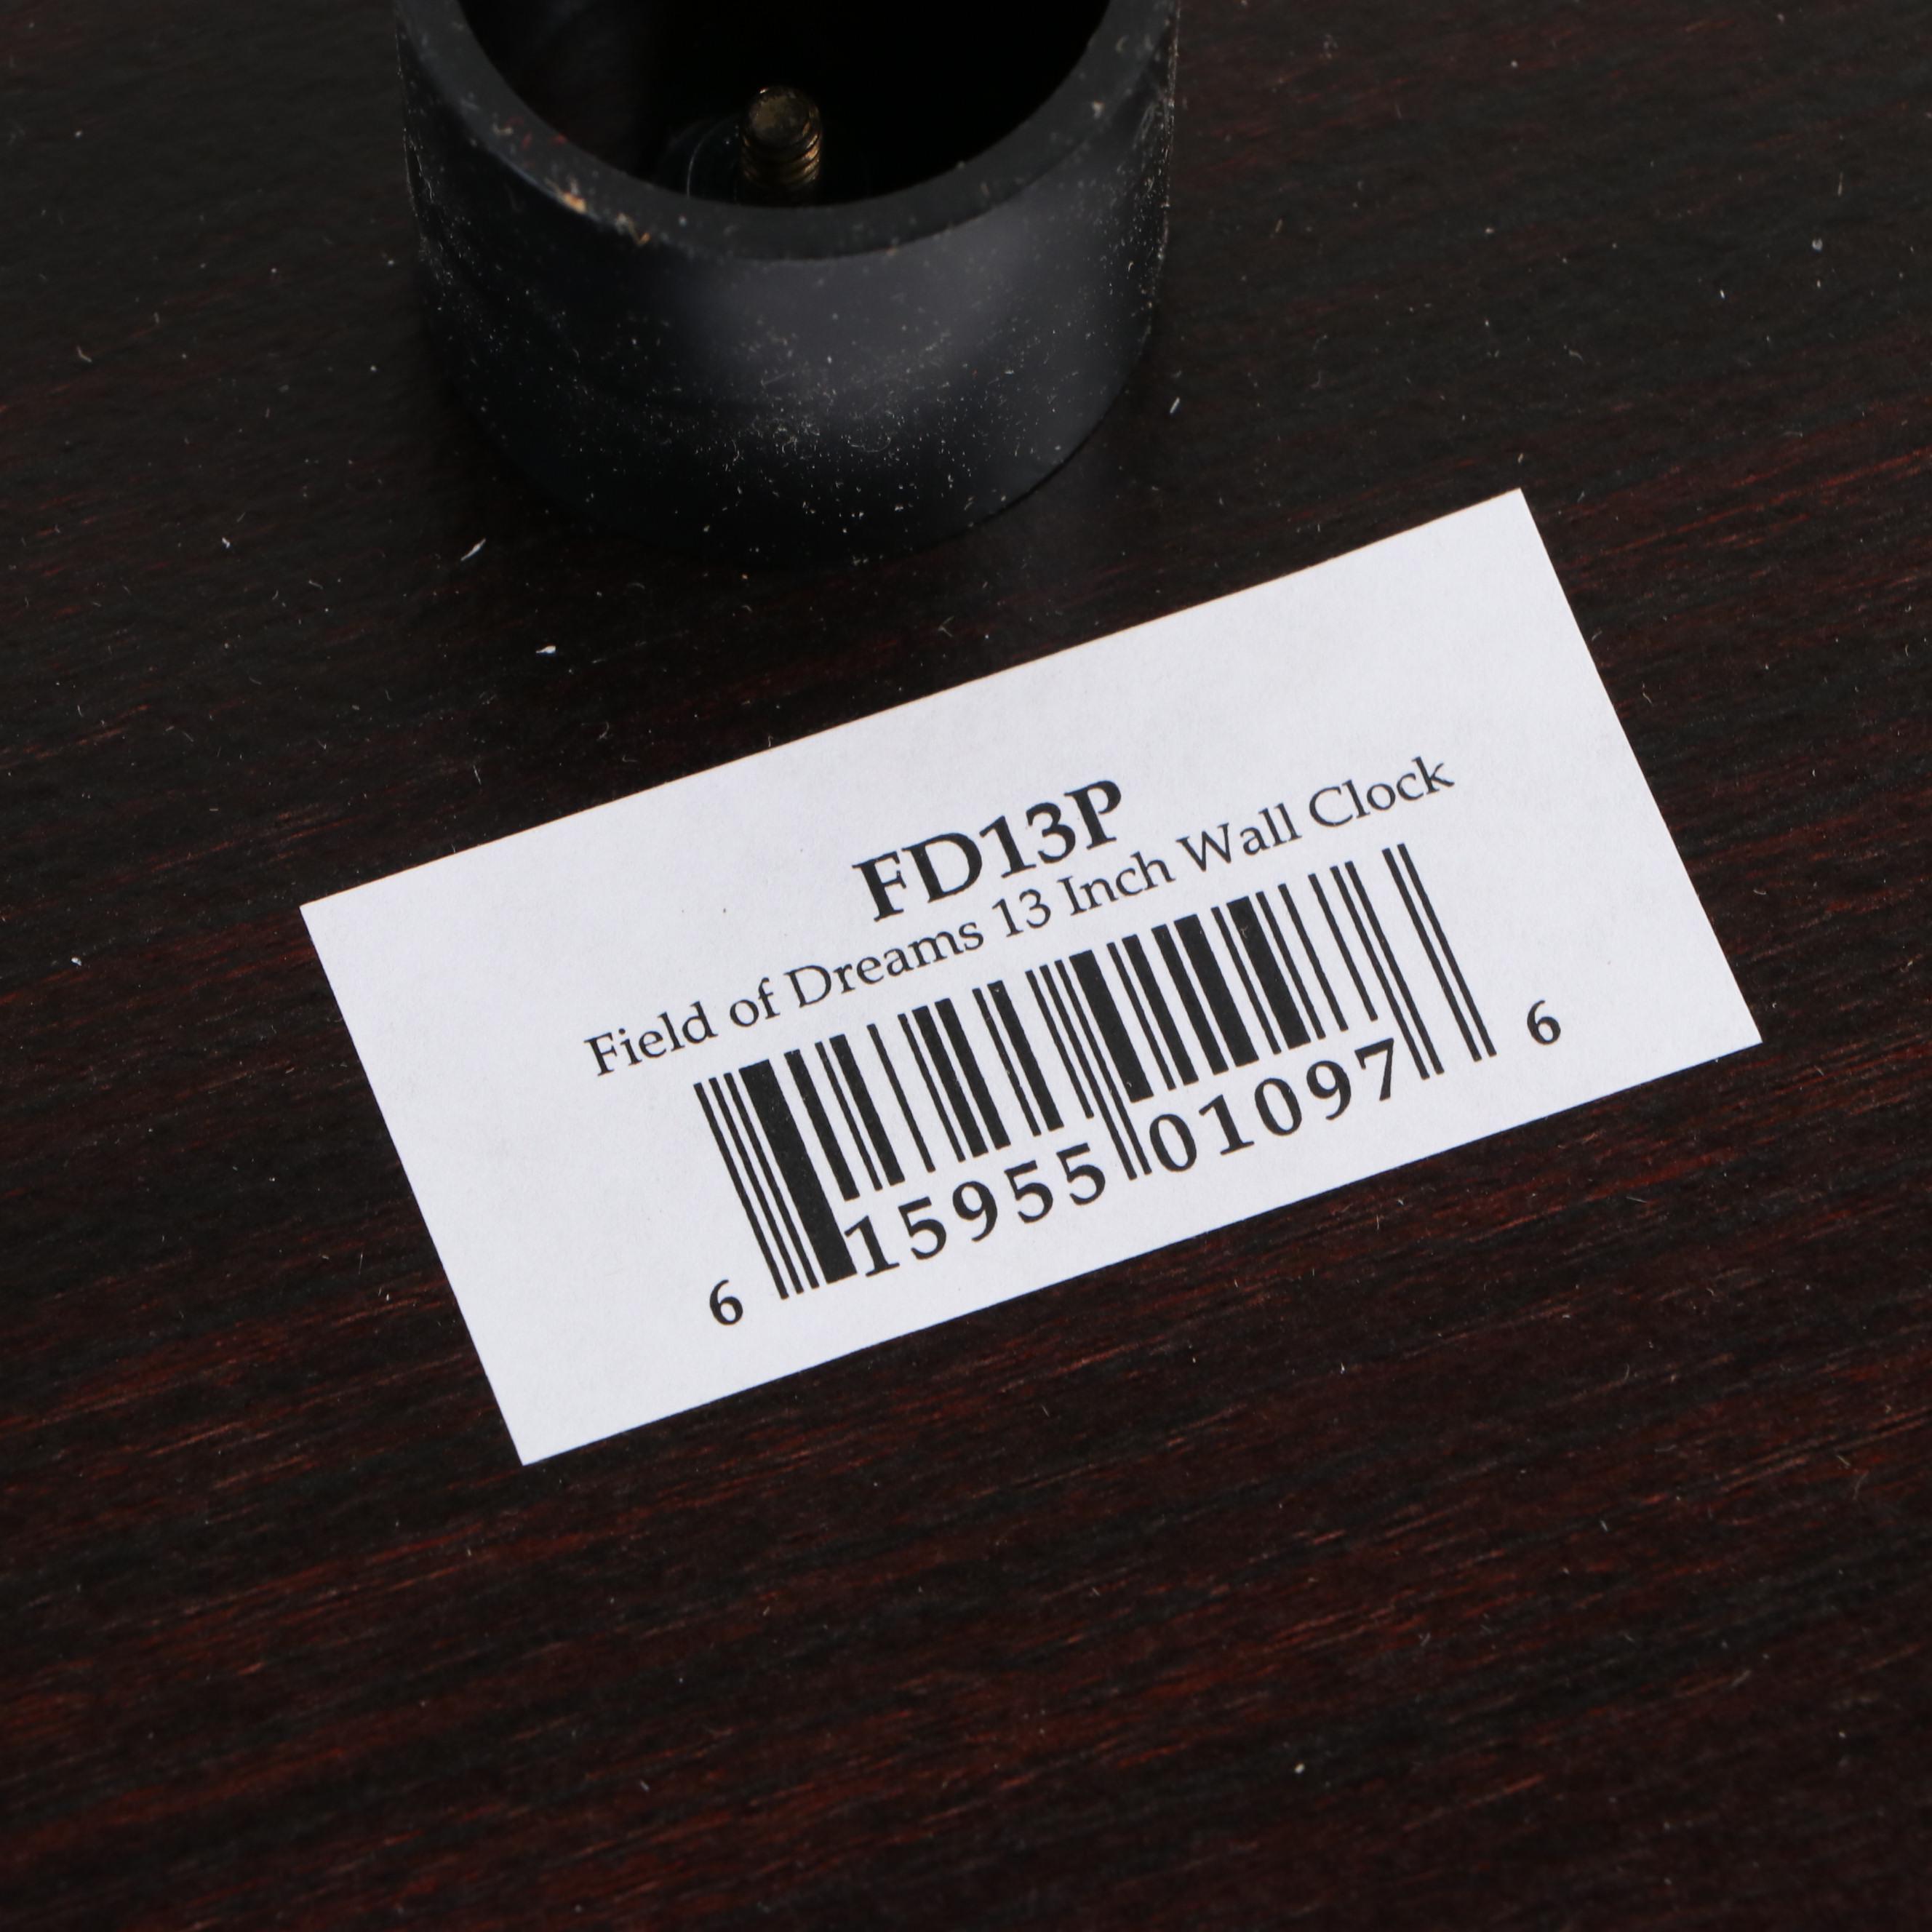 FD13P
Field of Dreams 13 Inch Wall Clock
6 15955 01097 6